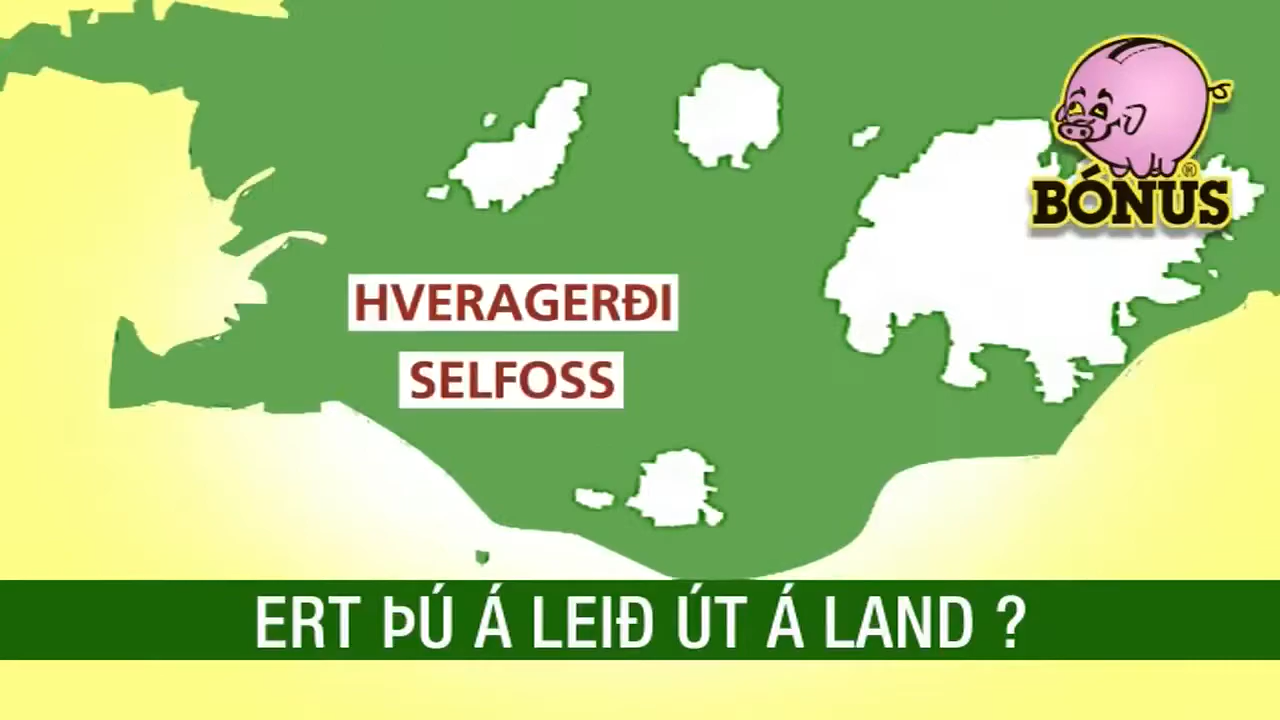 BÓNUS®
HVERAGERÐI
SELFOSS
ERT ÞÚ Á LEIÐ ÚT Á LAND ?